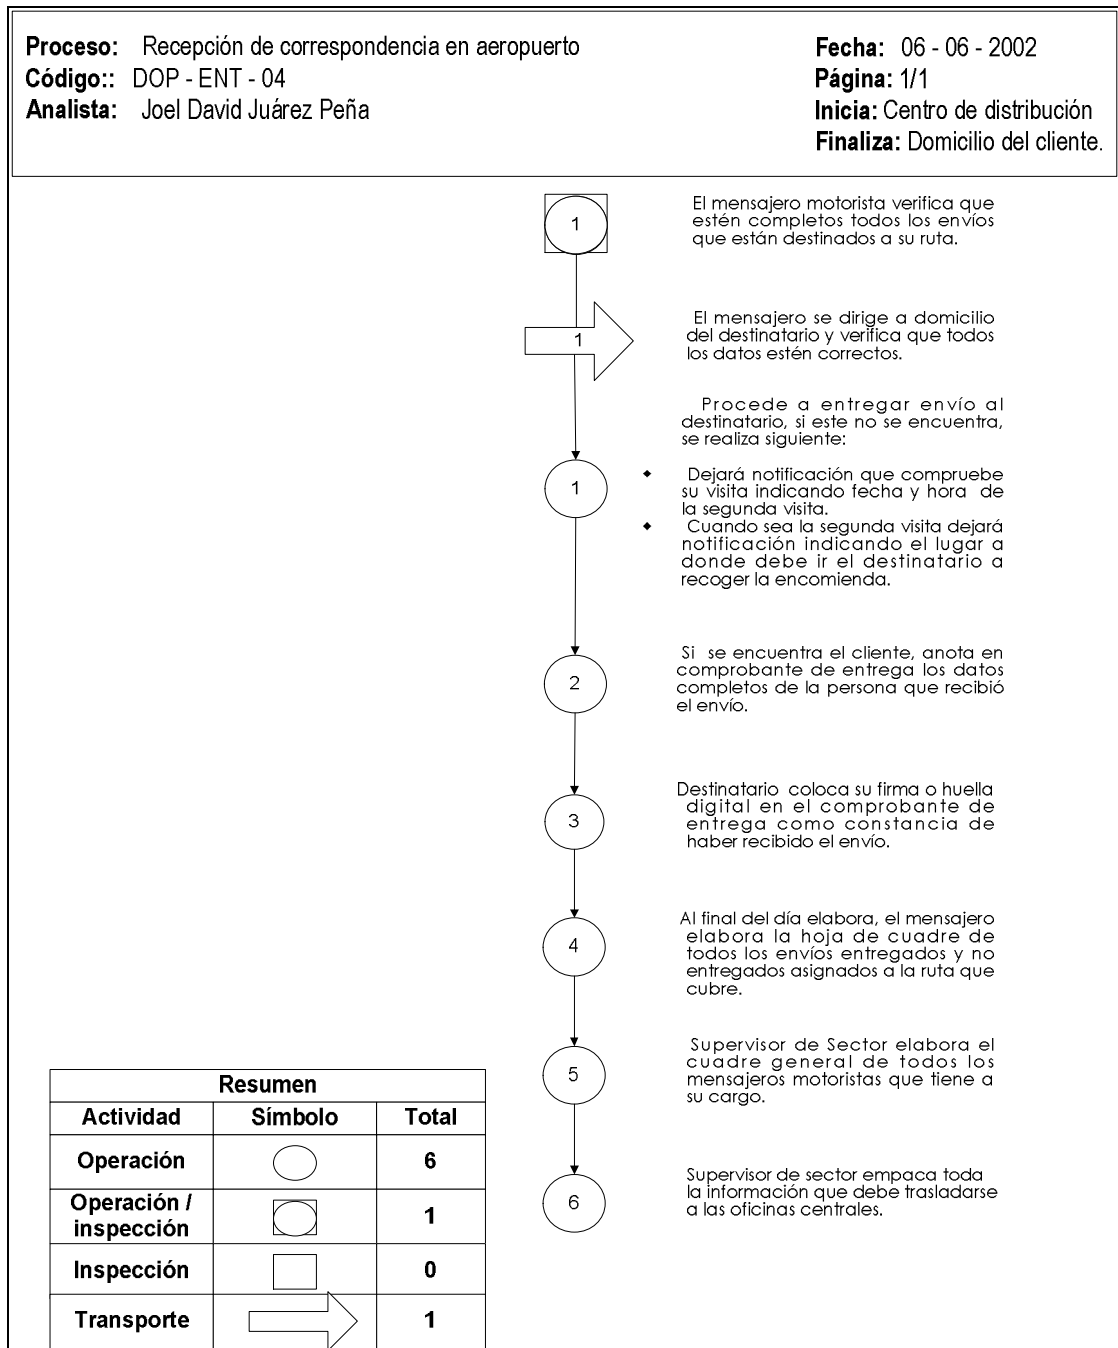 Proceso: Recepción de correspondencia en aeropuerto
Código:: DOP - ENT - 04
Analista: Joel David Juárez Peña
Fecha: 06 - 06 - 2002
Página: 1/1
Inicia: Centro de distribución
Finaliza: Domicilio del cliente.
1
El mensajero motorista verifica que
estén completos todos los envíos
que están destinados a su ruta.
1
El mensajero se dirige a domicilio
del destinatario y verifica que todos
los datos estén correctos.
Procede a entregar envío al
destinatario, si este no se encuentra,
se realiza siguiente:
1
◆ Dejará notificación que compruebe
su visita indicando fecha y hora de
la segunda visita.
◆ Cuando sea la segunda visita dejará
notificación indicando el lugar a
donde debe ir el destinatario a
recoger la encomienda.
2
Si se encuentra el cliente, anota en
comprobante de entrega los datos
completos de la persona que recibió
el envío.
3
Destinatario coloca su firma o huella
digital en el comprobante de
entrega como constancia de
haber recibido el envío.
4
Al final del día elabora, el mensajero
elabora la hoja de cuadre de
todos los envíos entregados y no
entregados asignados a la ruta que
cubre.
5
Supervisor de Sector elabora el
cuadre general de todos los
mensajeros motoristas que tiene a
su cargo.
6
Supervisor de sector empaca toda
la información que debe trasladarse
a las oficinas centrales.
Resumen
Actividad Símbolo Total
Operación 6
Operación /
inspección 1
Inspección 0
Transporte 1